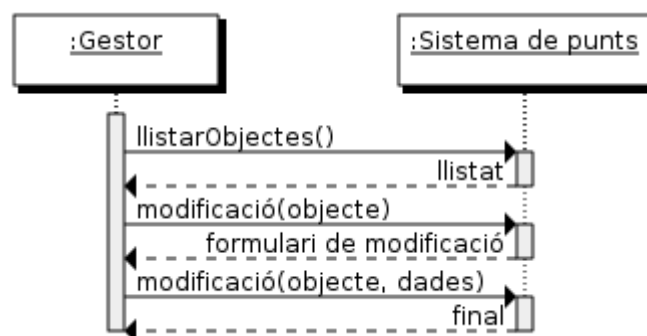 :Gestor
:Sistema de punts
llistarObjectes()
llistat
modificació(objecte)
formulari de modificació
modificació(objecte, dades)
final